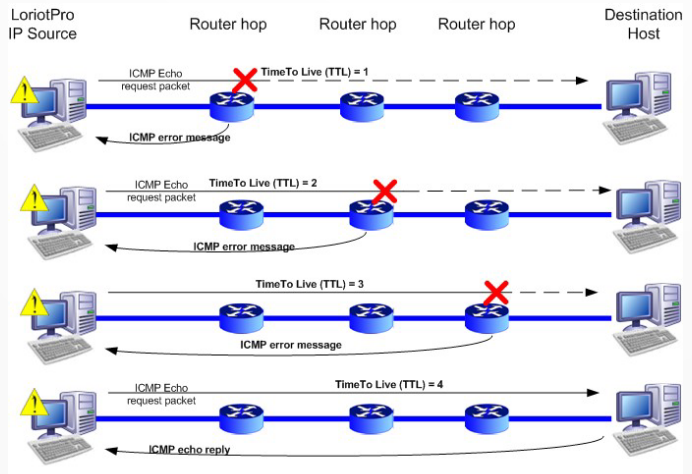 LoriotPro
IP Source
Router hop
Router hop
Router hop
Destination
Host
ICMP Echo
request packet
TimeTo Live (TTL) = 1
ICMP error message
ICMP Echo
request packet
TimeTo Live (TTL) = 2
ICMP error message
TimeTo Live (TTL) = 3
ICMP error message
ICMP Echo
request packet
TimeTo Live (TTL) = 4
ICMP echo reply